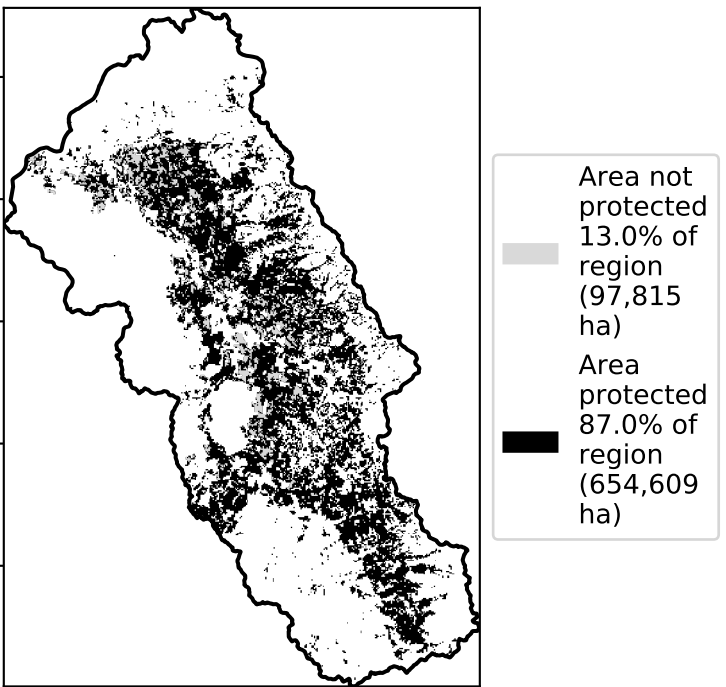 Area not
protected
13.0% of
region
(97,815
ha)
Area
protected
87.0% of
region
(654,609
ha)